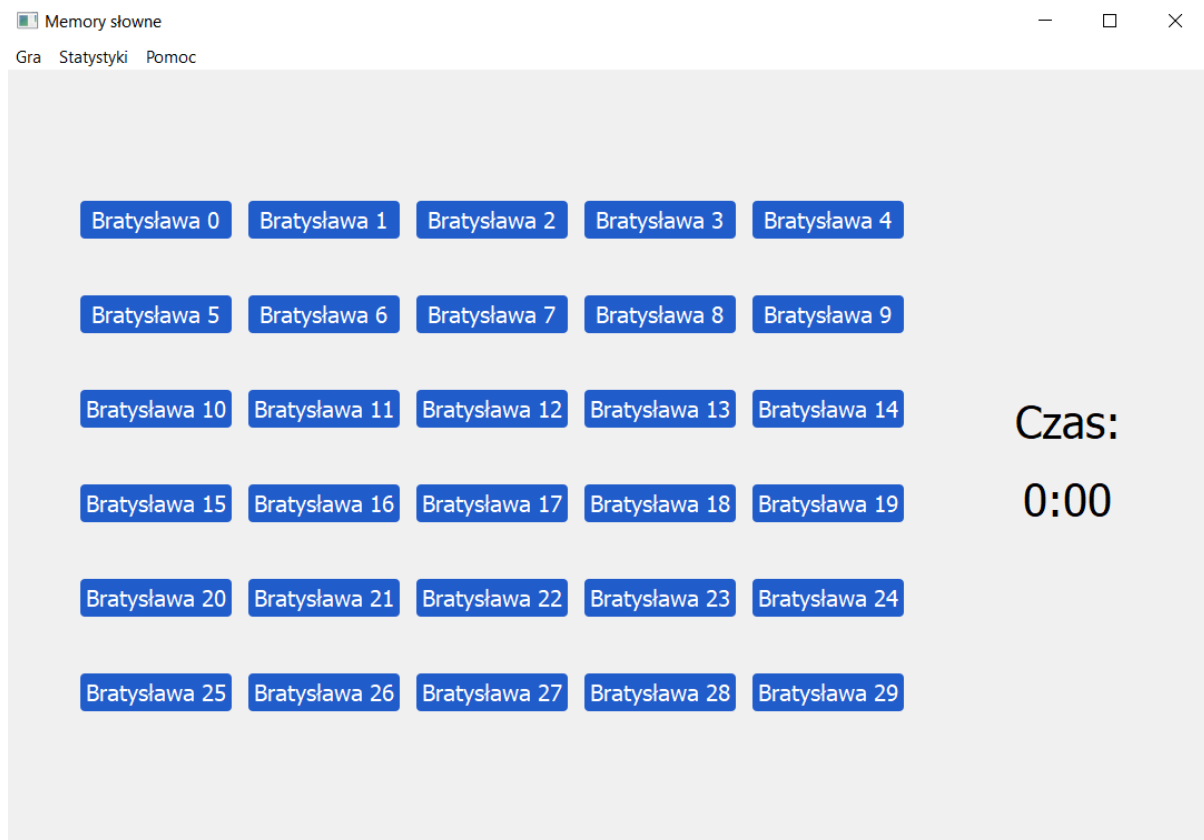 Memory słowne
Gra Statystyki Pomoc
Bratysława 0 Bratysława 1 Bratysława 2 Bratysława 3 Bratysława 4
Bratysława 5 Bratysława 6 Bratysława 7 Bratysława 8 Bratysława 9
Bratysława 10 Bratysława 11 Bratysława 12 Bratysława 13 Bratysława 14
Bratysława 15 Bratysława 16 Bratysława 17 Bratysława 18 Bratysława 19
Bratysława 20 Bratysława 21 Bratysława 22 Bratysława 23 Bratysława 24
Bratysława 25 Bratysława 26 Bratysława 27 Bratysława 28 Bratysława 29
Czas:
0:00